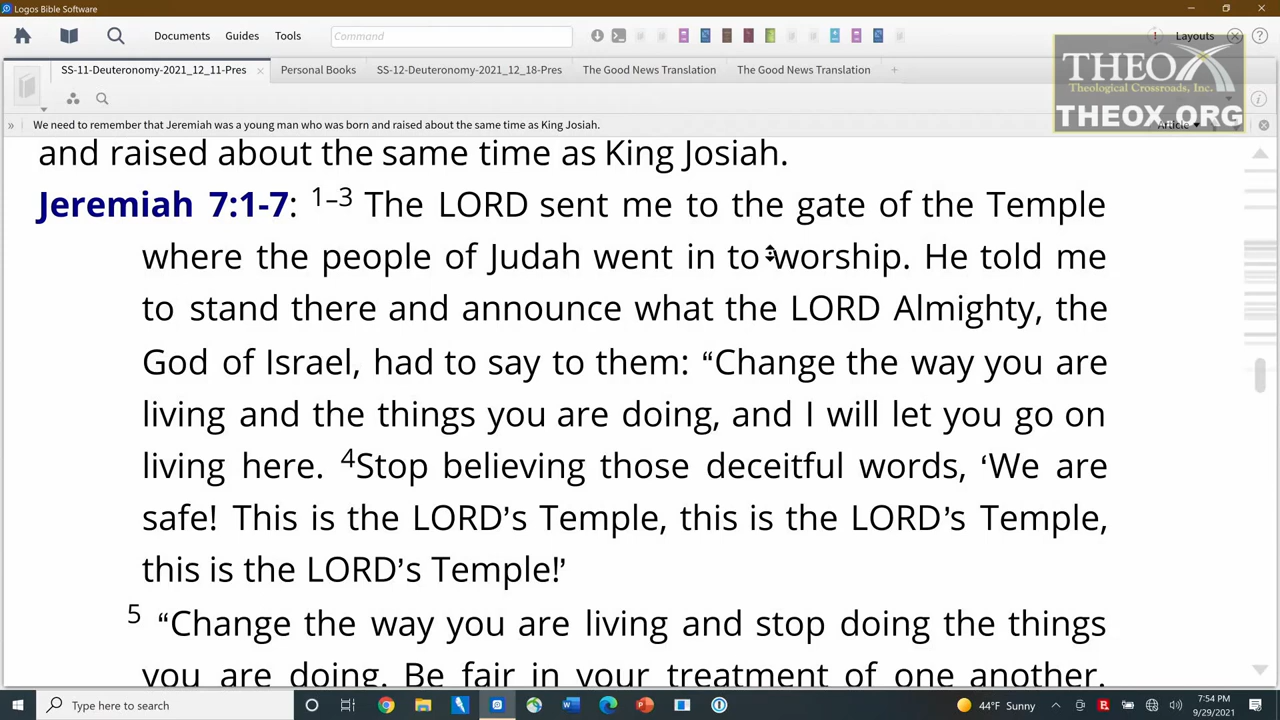 Logos Bible Software
Documents Guides Tools Command Layouts
SS-11-Deuteronomy-2021_12_11-Pres Personal Books SS-12-Deuteronomy-2021_12_18-Pres The Good News Translation The Good News Translation
THEOX
Theological Crossroads, Inc.
THEOX.ORG
» We need to remember that Jeremiah was a young man who was born and raised about the same time as King Josiah. Article
and raised about the same time as King Josiah.
Jeremiah 7:1-7: 1–3 The LORD sent me to the gate of the Temple
where the people of Judah went in to worship. He told me
to stand there and announce what the LORD Almighty, the
God of Israel, had to say to them: “Change the way you are
living and the things you are doing, and I will let you go on
living here. 4Stop believing those deceitful words, ‘We are
safe! This is the LORD’s Temple, this is the LORD’s Temple,
this is the LORD’s Temple!’
5 “Change the way you are living and stop doing the things
you are doing. Be fair in your treatment of one another.
Type here to search 44°F Sunny 7:54 PM
9/29/2021